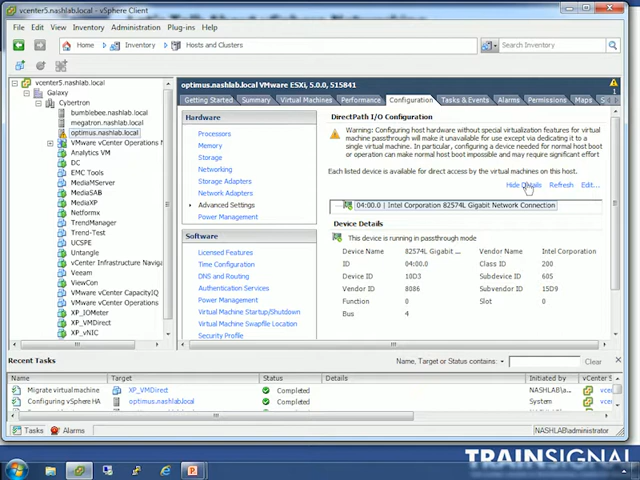 vcenter5.nashlab.local - vSphere Client
File Edit View Inventory Administration Plug-ins Help
Home Inventory Hosts and Clusters Search Inventory
vcenter5.nashlab.local
Galaxy
Cybertron
bumblebee.nashlab.local
megatron.nashlab.local
optimus.nashlab.local
VMware vCenter Operations
Analytics VM
DC
EMC Tools
MediaMServer
MediaSAB
MediaXP
Netformx
TrendMicro-Target
Trend-Test
UCSPE
Untangle
vCenter Infrastructure Navig
Veeam
ViewCon
VMware vCenter CapacityIQ
VMware vCenter Operations
XP_IOMeter
XP_VMDirect
XP_vNIC
optimus.nashlab.local VMware ESXi, 5.0.0, 515841
Getting Started Summary Virtual Machines Performance Configuration Tasks & Events Alarms Permissions Maps
Hardware
Processors
Memory
Storage
Networking
Storage Adapters
Network Adapters
Advanced Settings
Power Management
Software
Licensed Features
Time Configuration
DNS and Routing
Authentication Services
Power Management
Virtual Machine Startup/Shutdown
Virtual Machine Swapfile Location
Security Profile
DirectPath I/O Configuration
Warning: Configuring host hardware without special virtualization features for virtual
machine passthrough will make it unavailable for use except via dedicating it to a
single virtual machine. In particular, configuring a device needed for normal host boot
or operation can make normal host boot impossible and may require significant effort
Each listed device is available for direct access by the virtual machines on this host.
Hide Details Refresh Edit...
04:00.0 | Intel Corporation 82574L Gigabit Network Connection
Device Details
This device is running in passthrough mode
Device Name 82574L Gigabit ... Vendor Name Intel Corporation
ID 04:00.0 Class ID 200
Device ID 10D3 Subdevice ID 605
Vendor ID 8086 Subvendor ID 15D9
Function 0 Slot 0
Bus 4
Recent Tasks
Name, Target or Status contains: Clear
Name Target Status Details Initiated by vCenter S
Migrate virtual machine XP_VMDirect Completed NASHLAB\a... vce
Configuring vSphere HA optimus.nashlab.local Completed System vce
Tasks Alarms NASHLAB\administrator
TRAINSIGNAL